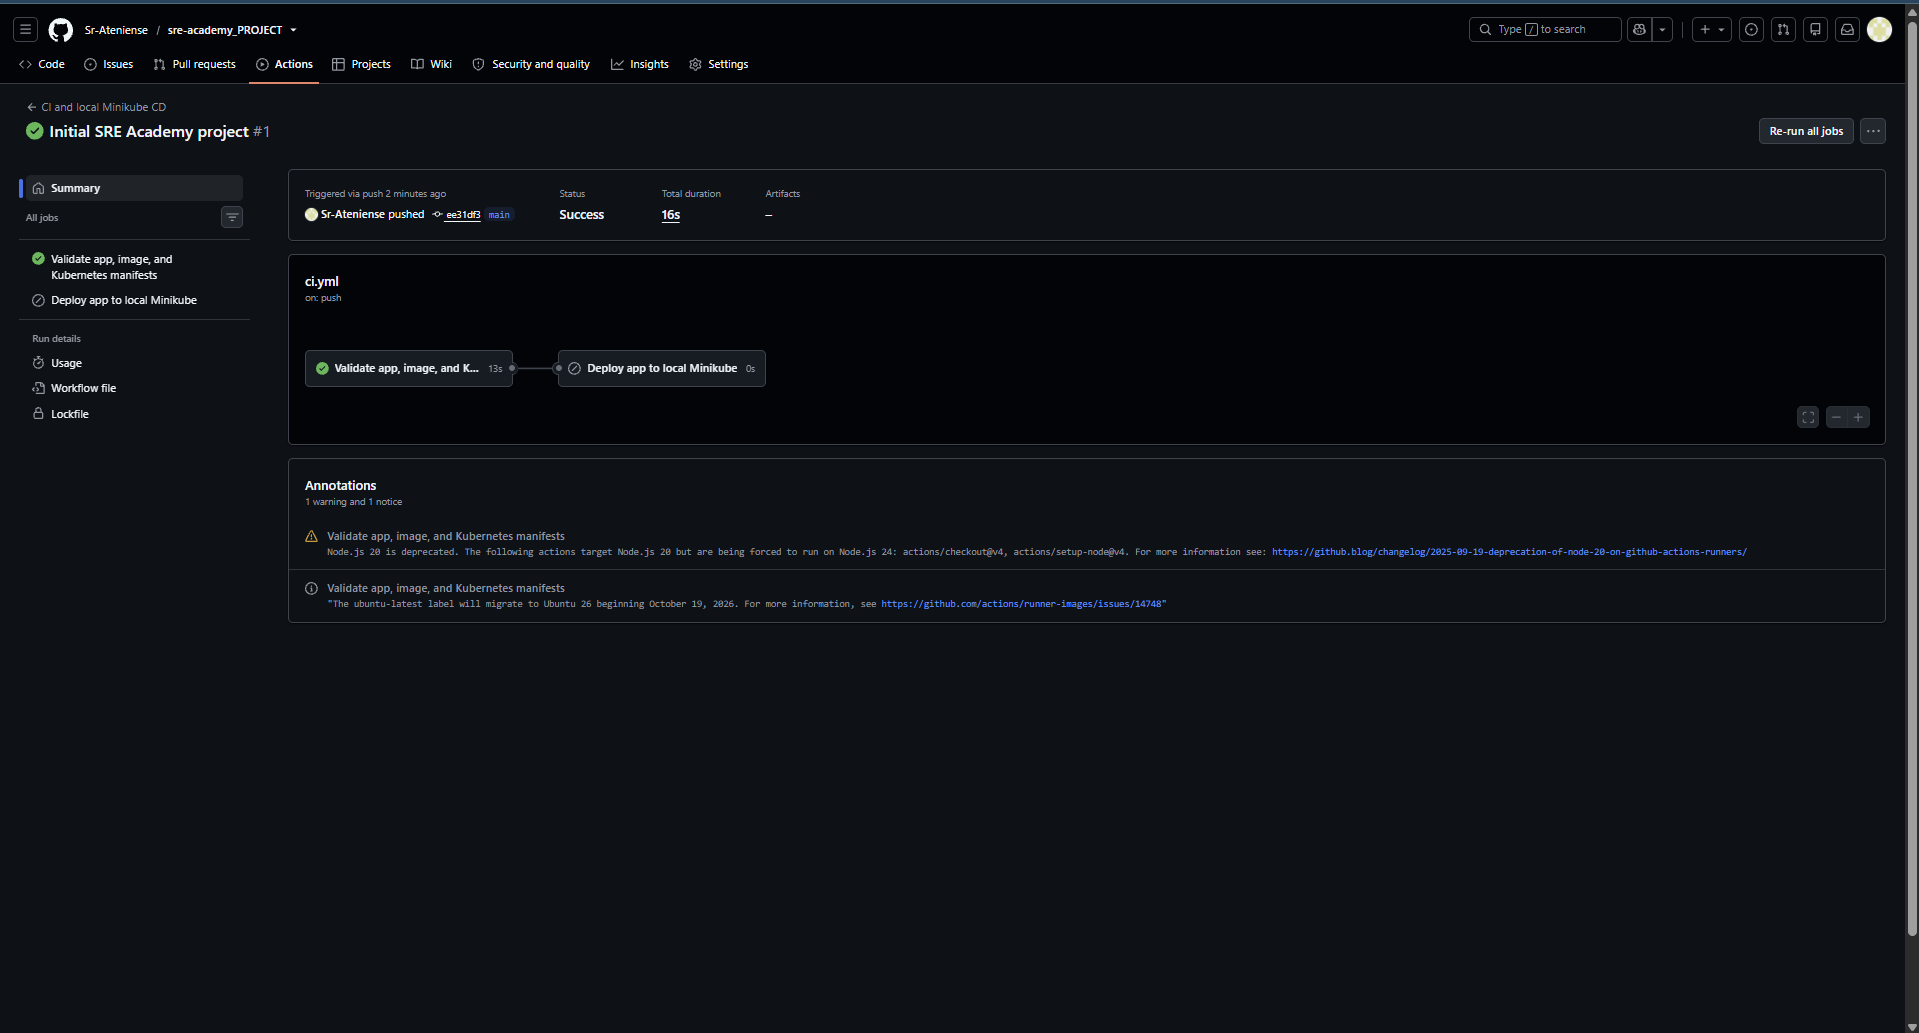 Sr-Ateniense / sre-academy_PROJECT
Type / to search
Code Issues Pull requests Actions Projects Wiki Security and quality Insights Settings
CI and local Minikube CD
Initial SRE Academy project #1
Re-run all jobs
Summary
All jobs
Validate app, image, and
Kubernetes manifests
Deploy app to local Minikube
Run details
Usage
Workflow file
Lockfile
Triggered via push 2 minutes ago
Sr-Ateniense pushed ee31df3 main
Status
Success
Total duration
16s
Artifacts
–
ci.yml
on: push
Validate app, image, and K... 13s
Deploy app to local Minikube 0s
Annotations
1 warning and 1 notice
Validate app, image, and Kubernetes manifests
Node.js 20 is deprecated. The following actions target Node.js 20 but are being forced to run on Node.js 24: actions/checkout@v4, actions/setup-node@v4. For more information see: https://github.blog/changelog/2025-09-19-deprecation-of-node-20-on-github-actions-runners/
Validate app, image, and Kubernetes manifests
"The ubuntu-latest label will migrate to Ubuntu 26 beginning October 19, 2026. For more information, see https://github.com/actions/runner-images/issues/14748"